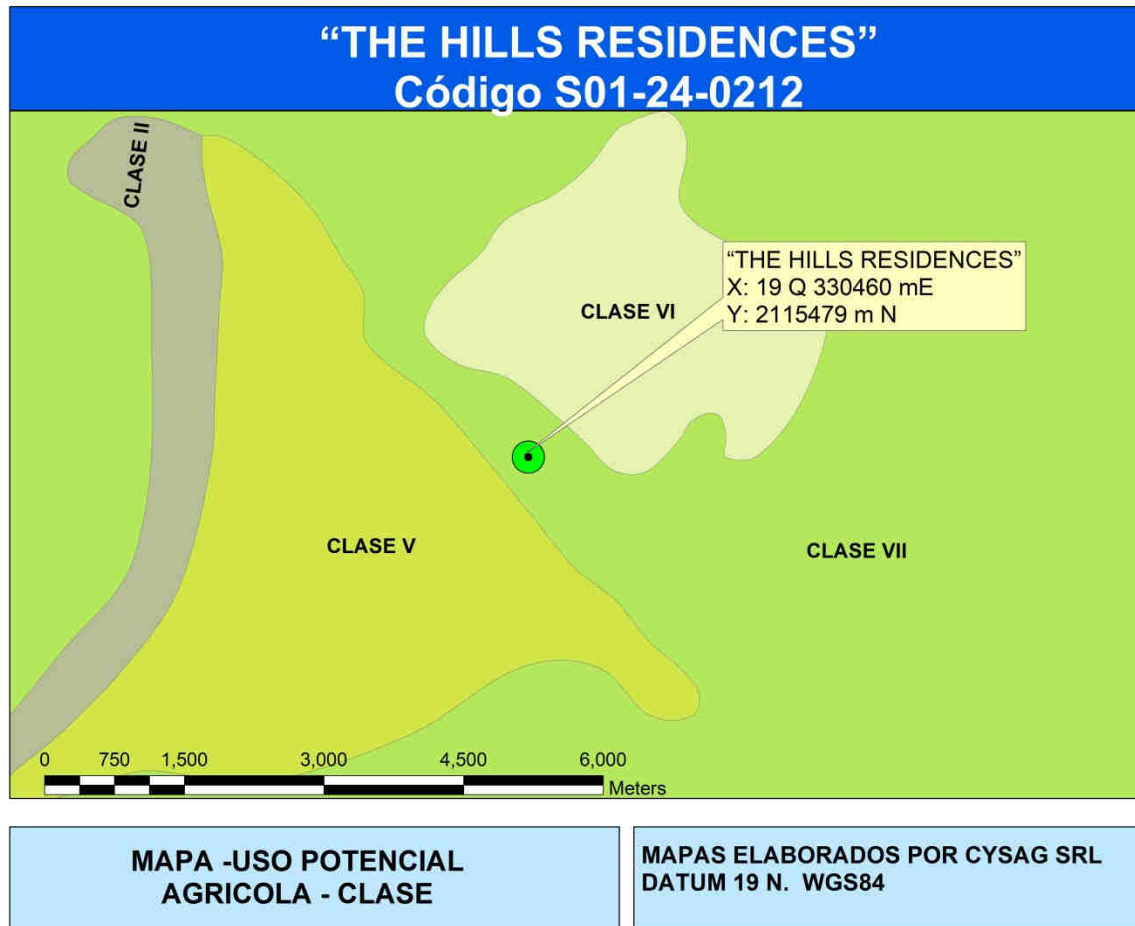 “THE HILLS RESIDENCES”
Código S01-24-0212
CLASE II
“THE HILLS RESIDENCES”
X: 19 Q 330460 mE
Y: 2115479 m N
CLASE VI
CLASE V
CLASE VII
0 750 1,500 3,000 4,500 6,000
Meters
MAPA -USO POTENCIAL
AGRICOLA - CLASE
MAPAS ELABORADOS POR CYSAG SRL
DATUM 19 N. WGS84